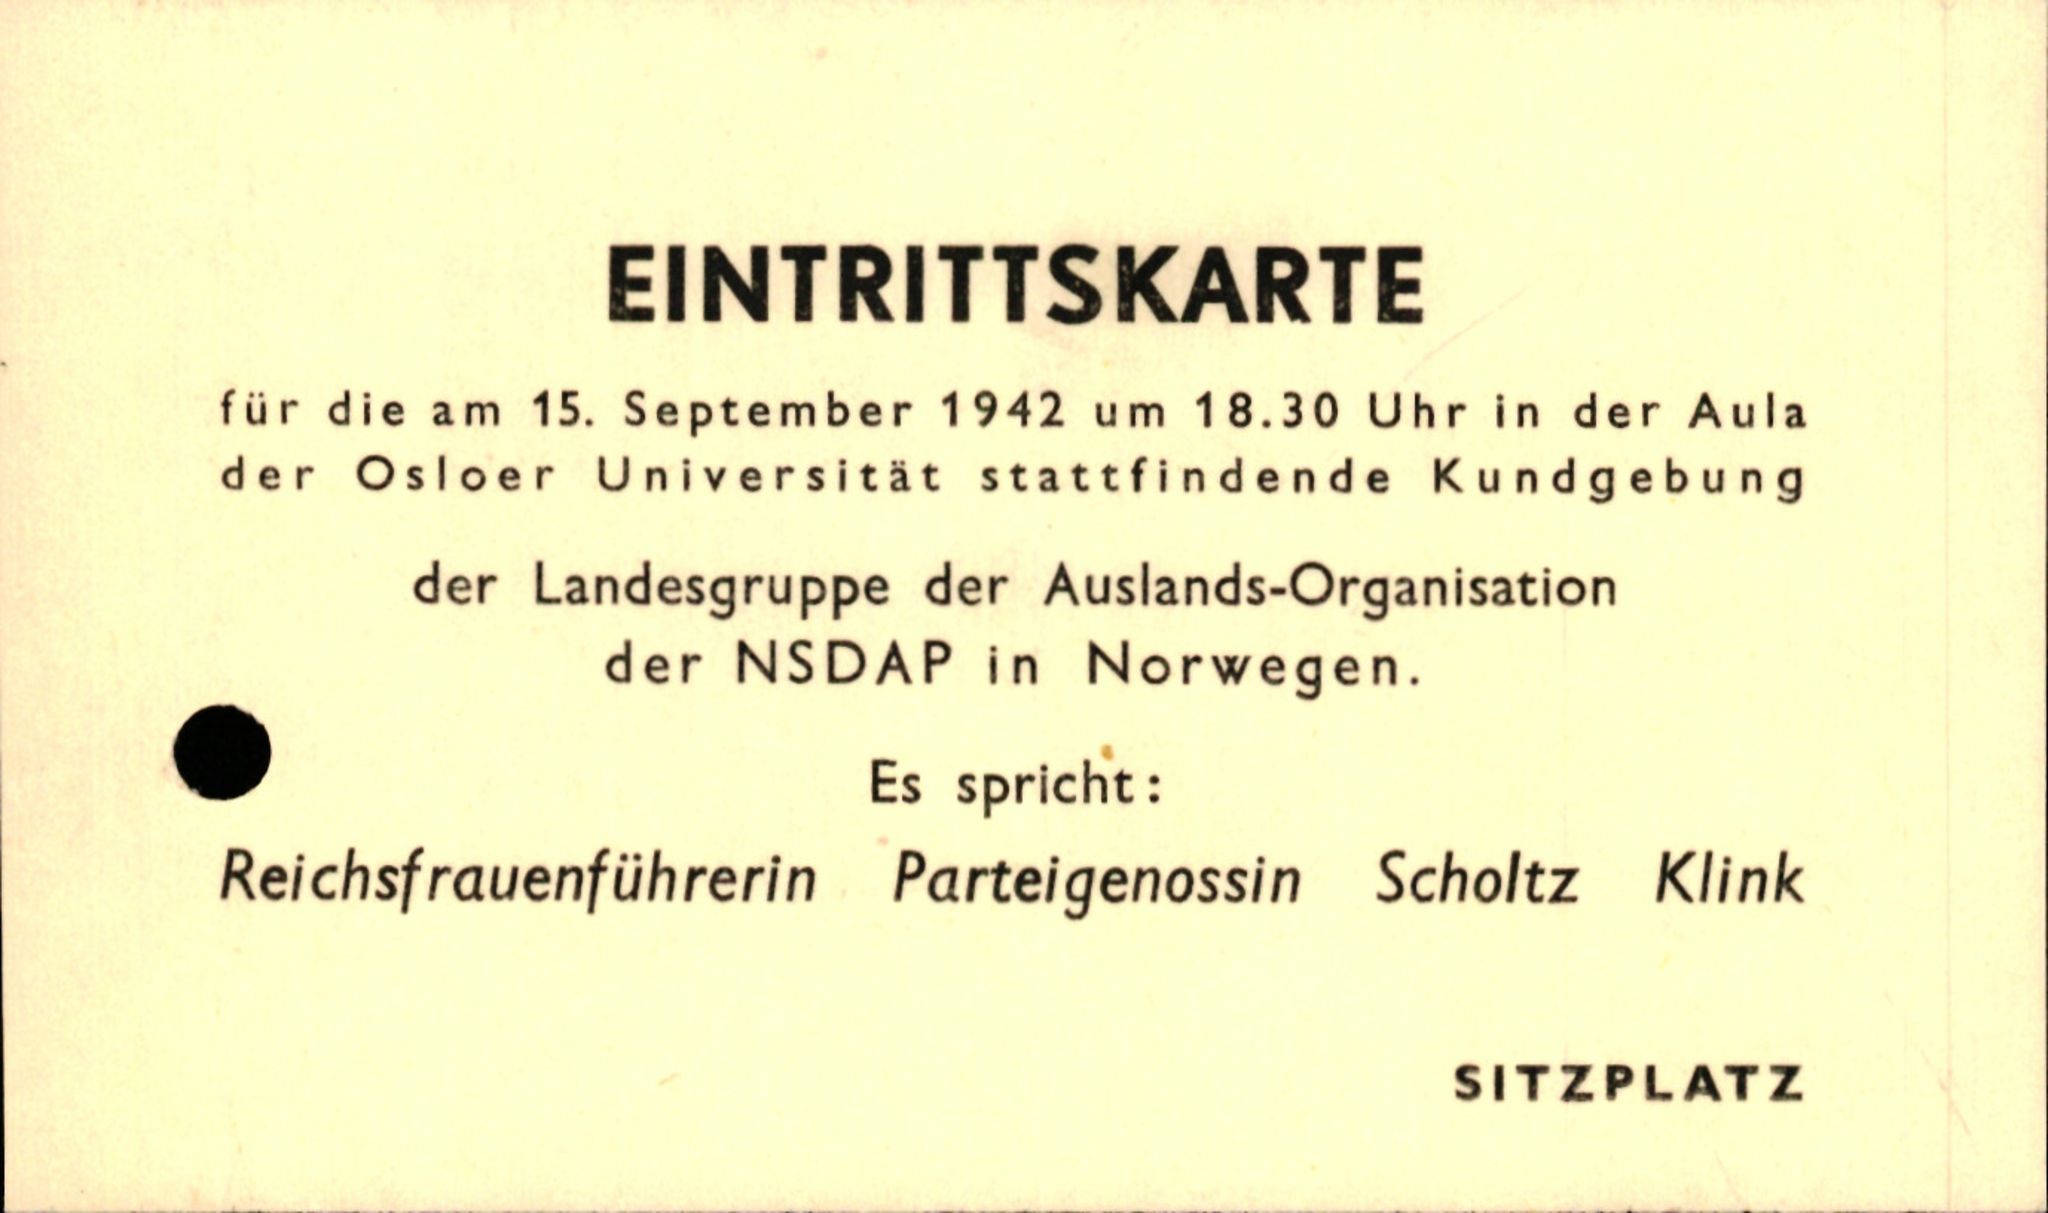 EINTRITTSKARTE
für die am 15. September 1942 um 18.30 Uhr in der Aula
der Osloer Universität stattfindende Kundgebung
der Landesgruppe der Auslands-Organisation
der NSDAP in Norwegen.
Es spricht:
Reichsfrauenführerin Parteigenossin Scholtz Klink
SITZPLATZ